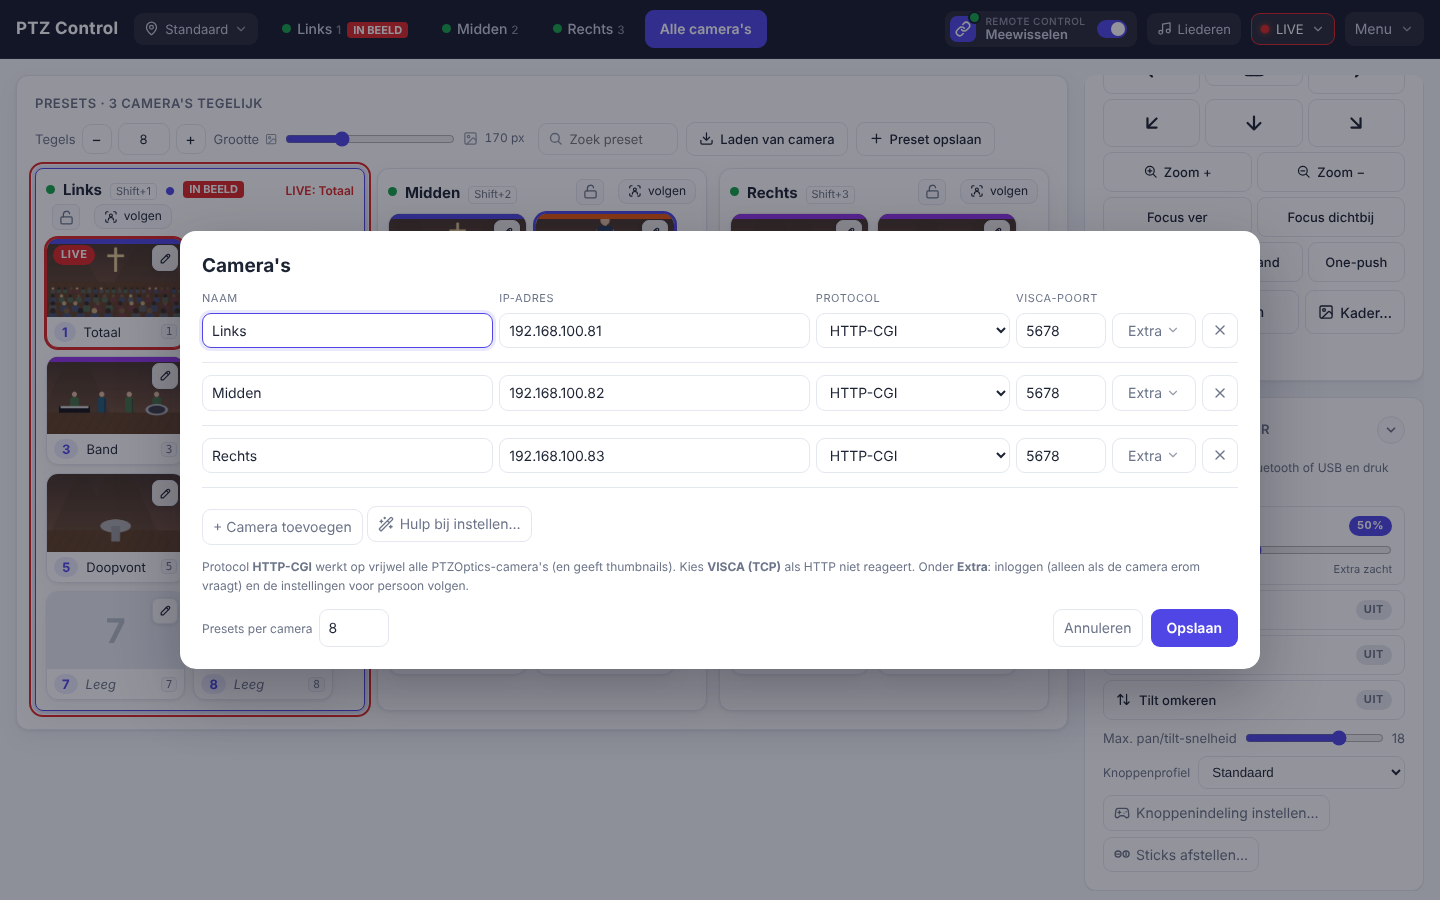 PTZ Control
Standaard
Links 1 IN BEELD
Midden 2
Rechts 3
Alle camera's
REMOTE CONTROL
Meewisselen
Liederen
LIVE
Menu
PRESETS · 3 CAMERA'S TEGELIJK
Tegels − 8 + Grootte 170 px
Zoek preset
Laden van camera
+ Preset opslaan
Links Shift+1 IN BEELD LIVE: Totaal
volgen
Midden Shift+2 volgen
Rechts Shift+3 volgen
LIVE
1 Totaal 1
3 Band 3
5 Doopvont 5
7
7 Leeg 7
8 Leeg 8
Camera's
NAAM IP-ADRES PROTOCOL VISCA-POORT
Links 192.168.100.81 HTTP-CGI 5678 Extra
Midden 192.168.100.82 HTTP-CGI 5678 Extra
Rechts 192.168.100.83 HTTP-CGI 5678 Extra
+ Camera toevoegen
Hulp bij instellen...
Protocol HTTP-CGI werkt op vrijwel alle PTZOptics-camera's (en geeft thumbnails). Kies VISCA (TCP) als HTTP niet reageert. Onder Extra: inloggen (alleen als de camera erom
vraagt) en de instellingen voor persoon volgen.
Presets per camera 8
Annuleren
Opslaan
Zoom +
Zoom −
Focus ver
Focus dichtbij
One-push
Kader...
en druk
50%
Extra zacht
UIT
UIT
Tilt omkeren UIT
Max. pan/tilt-snelheid 18
Knoppenprofiel Standaard
Knoppenindeling instellen...
Sticks afstellen...